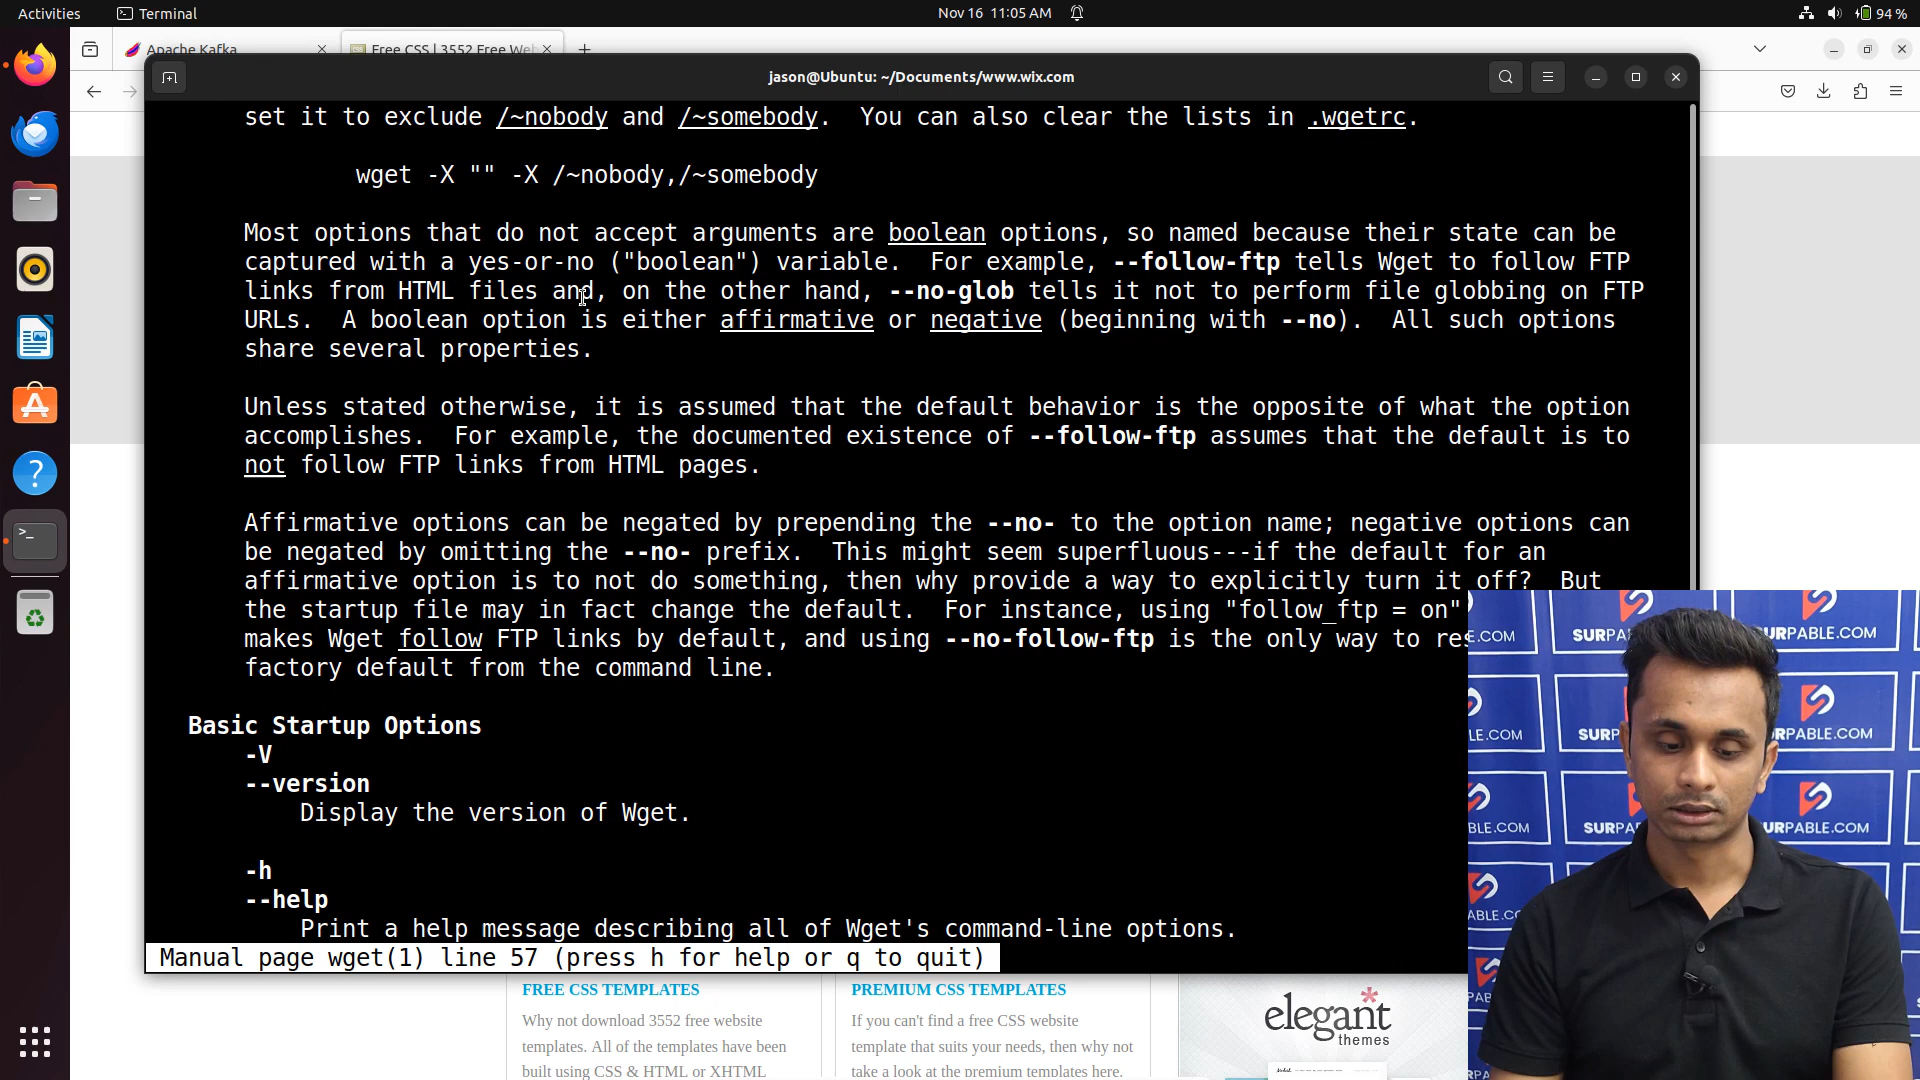 Activities
Terminal
Nov 16 11:05 AM
94 %
Apache Kafka
Free CSS | 3552 Free Web
jason@Ubuntu: ~/Documents/www.wix.com
set it to exclude /~nobody and /~somebody.  You can also clear the lists in .wgetrc.
wget -X "" -X /~nobody,/~somebody
Most options that do not accept arguments are boolean options, so named because their state can be
captured with a yes-or-no ("boolean") variable.  For example, --follow-ftp tells Wget to follow FTP
links from HTML files and, on the other hand, --no-glob tells it not to perform file globbing on FTP
URLs.  A boolean option is either affirmative or negative (beginning with --no).  All such options
share several properties.
Unless stated otherwise, it is assumed that the default behavior is the opposite of what the option
accomplishes.  For example, the documented existence of --follow-ftp assumes that the default is to
not follow FTP links from HTML pages.
Affirmative options can be negated by prepending the --no- to the option name; negative options can
be negated by omitting the --no- prefix.  This might seem superfluous---if the default for an
affirmative option is to not do something, then why provide a way to explicitly turn it off?  But
the startup file may in fact change the default.  For instance, using "follow_ftp = on"
makes Wget follow FTP links by default, and using --no-follow-ftp is the only way to res
factory default from the command line.
Basic Startup Options
-V
--version
Display the version of Wget.
-h
--help
Print a help message describing all of Wget's command-line options.
Manual page wget(1) line 57 (press h for help or q to quit)
FREE CSS TEMPLATES
Why not download 3552 free website
templates. All of the templates have been
built using CSS & HTML or XHTML
PREMIUM CSS TEMPLATES
If you can't find a free CSS website
template that suits your needs, then why not
take a look at the premium templates here.
elegant
themes
LE.COM
SURP
URPABLE.COM
LE.COM
PABLE.COM
LE.COM
SURPAB
URPABLE.COM
ABLE.COM